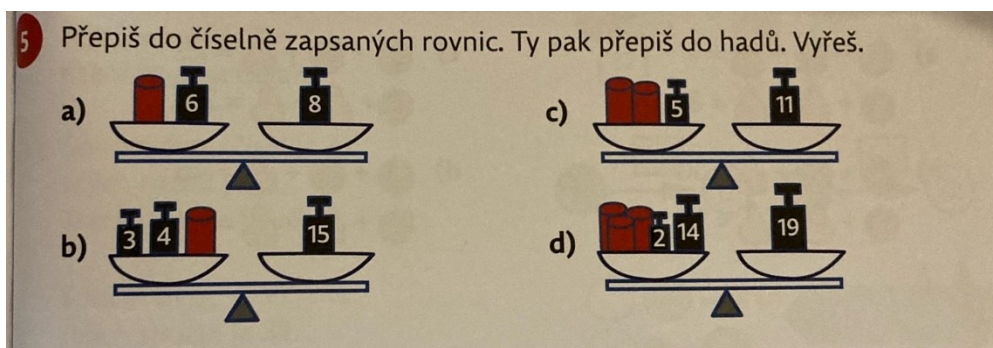 5 Přepiš do číselně zapsaných rovnic. Ty pak přepiš do hadů. Vyřeš.
a) 6 8
c) 5 11
b) 3 4 15
d) 2 14 19